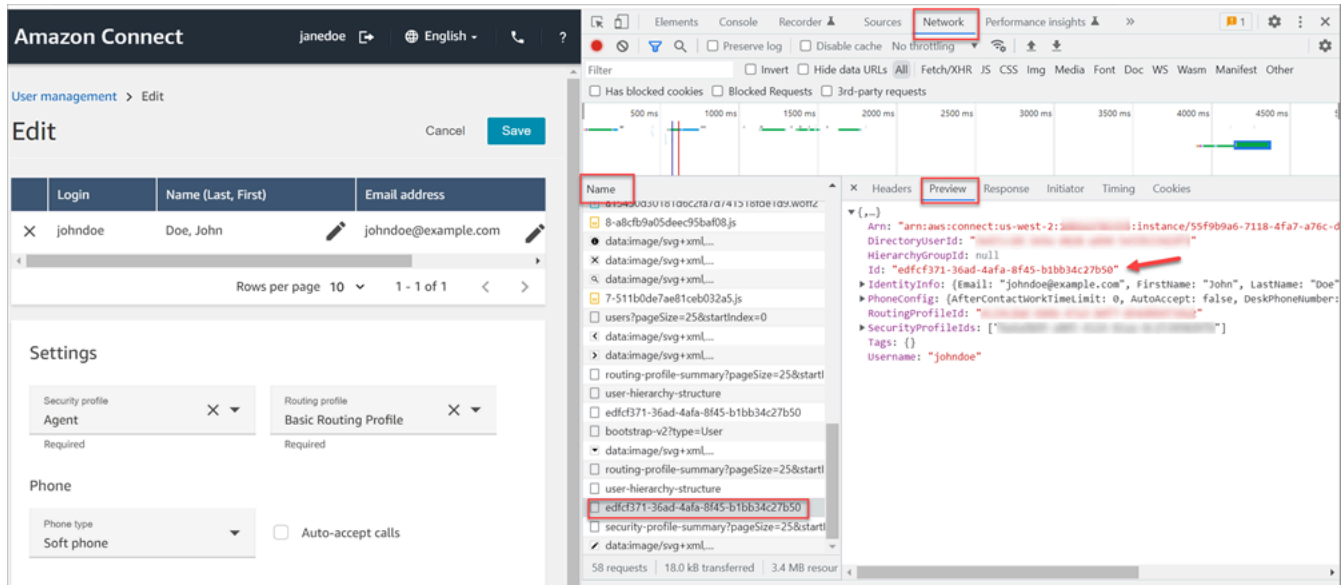 Amazon Connect
janedoe
English
?
User management > Edit
Edit
Cancel
Save
Login
Name (Last, First)
Email address
johndoe
Doe, John
johndoe@example.com
Rows per page 10
1 - 1 of 1
Settings
Security profile
Agent
Required
Routing profile
Basic Routing Profile
Required
Phone
Phone type
Soft phone
Auto-accept calls
Elements
Console
Recorder
Sources
Network
Performance insights
1
Preserve log
Disable cache
No throttling
Filter
Invert
Hide data URLs
All
Fetch/XHR
JS
CSS
Img
Media
Font
Doc
WS
Wasm
Manifest
Other
Has blocked cookies
Blocked Requests
3rd-party requests
500 ms
1000 ms
1500 ms
2000 ms
2500 ms
3000 ms
3500 ms
4000 ms
4500 ms
Name
8-a8cfb9a05deec95baf08.js
data:image/svg+xml,...
data:image/svg+xml,...
data:image/svg+xml,...
7-511b0de7ae81ceb032a5.js
users?pageSize=25&startIndex=0
data:image/svg+xml,...
data:image/svg+xml,...
routing-profile-summary?pageSize=25&startI
user-hierarchy-structure
edfcf371-36ad-4afa-8f45-b1bb34c27b50
bootstrap-v2?type=User
data:image/svg+xml,...
routing-profile-summary?pageSize=25&startI
user-hierarchy-structure
edfcf371-36ad-4afa-8f45-b1bb34c27b50
security-profile-summary?pageSize=25&startI
data:image/svg+xml,...
58 requests
18.0 kB transferred
3.4 MB resour
Headers
Preview
Response
Initiator
Timing
Cookies
{,…}
Arn: "arn:aws:connect:us-west-2: :instance/55f9b9a6-7118-4fa7-a76c-d
DirectoryUserId: " "
HierarchyGroupId: null
Id: "edfcf371-36ad-4afa-8f45-b1bb34c27b50"
IdentityInfo: {Email: "johndoe@example.com", FirstName: "John", LastName: "Doe"
PhoneConfig: {AfterContactWorkTimeLimit: 0, AutoAccept: false, DeskPhoneNumber:
RoutingProfileId: " "
SecurityProfileIds: [" "]
Tags: {}
Username: "johndoe"